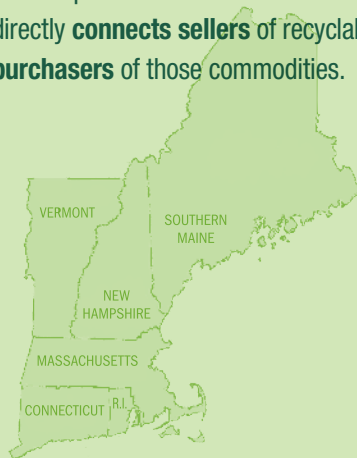 directly connects sellers of
purchasers of those commodities.
VERMONT
SOUTHERN
MAINE
NEW
HAMPSHIRE
MASSACHUSETTS
CONNECTICUT
R.I.